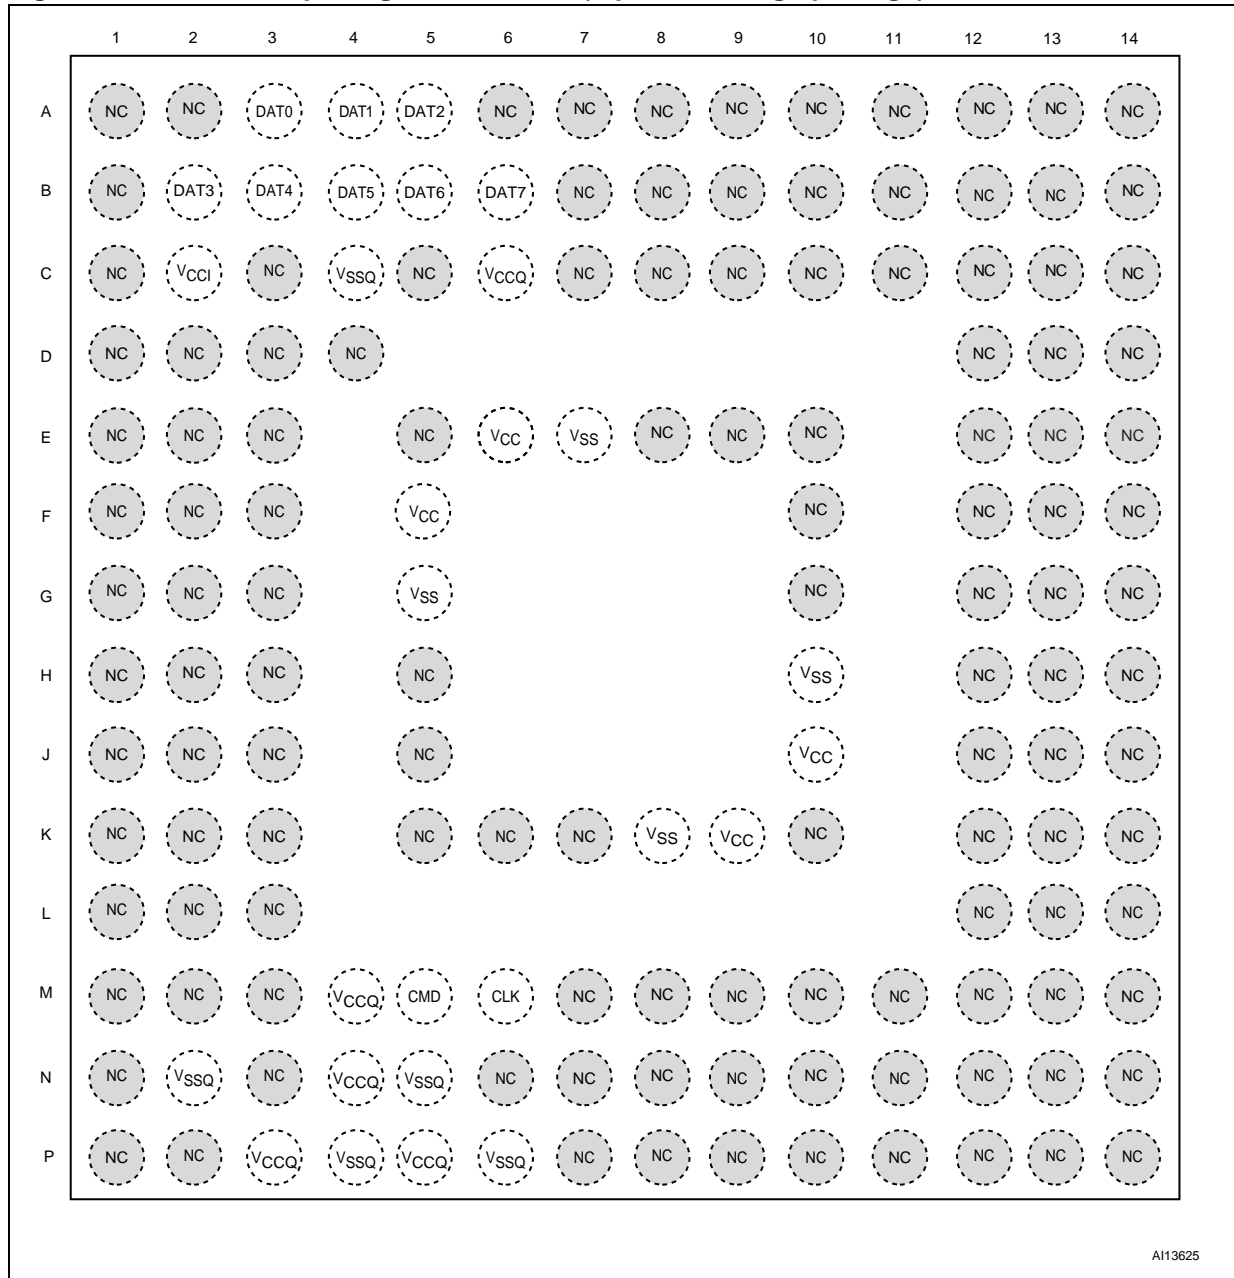 1 2 3 4 5 6 7 8 9 10 11 12 13 14
A NC NC DAT0 DAT1 DAT2 NC NC NC NC NC NC NC NC NC
B NC DAT3 DAT4 DAT5 DAT6 DAT7 NC NC NC NC NC NC NC NC
C NC VCCI NC VSSQ NC VCCQ NC NC NC NC NC NC NC NC
D NC NC NC NC NC NC NC
E NC NC NC NC VCC VSS NC NC NC NC NC NC
F NC NC NC VCC NC NC NC NC
G NC NC NC VSS NC NC NC NC
H NC NC NC NC VSS NC NC NC
J NC NC NC NC VCC NC NC NC
K NC NC NC NC NC NC VSS VCC NC NC NC NC
L NC NC NC NC NC NC
M NC NC NC VCCQ CMD CLK NC NC NC NC NC NC NC NC
N NC VSSQ NC VCCQ VSSQ NC NC NC NC NC NC NC NC NC
P NC NC VCCQ VSSQ VCCQ VSSQ NC NC NC NC NC NC NC NC
AI13625